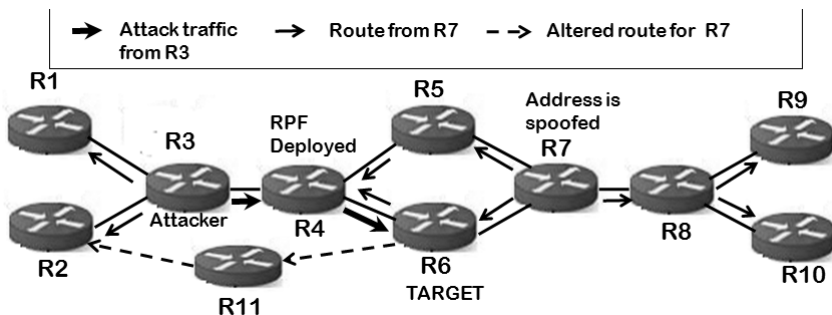 Attack traffic from R3
Route from R7
Altered route for R7
R1
R3
RPF Deployed
R5
Address is spoofed
R7
R9
Attacker
R4
R2
R11
R6
TARGET
R8
R10